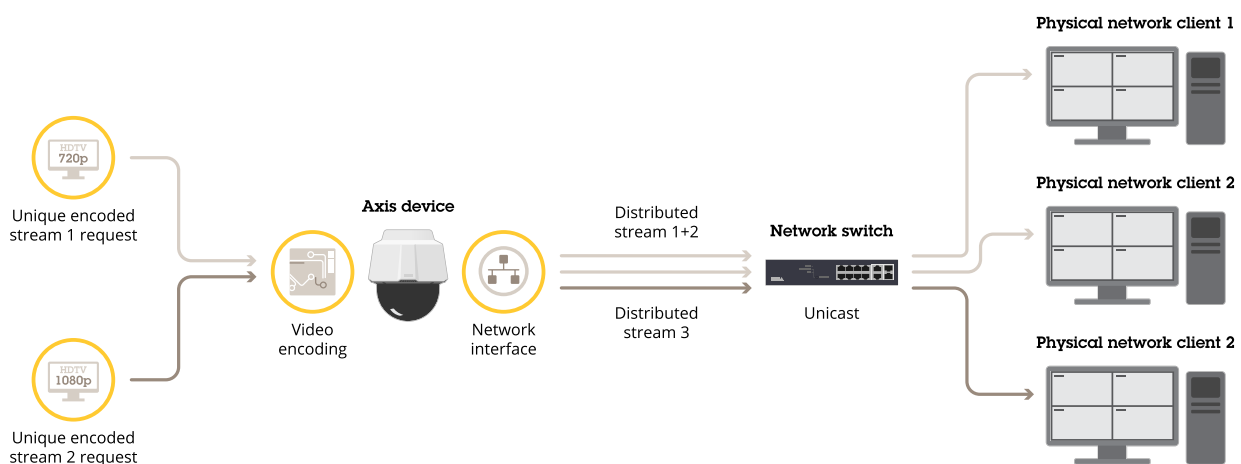 Physical network client 1
HDTV
720p
Unique encoded
stream 1 request
Axis device
Video
encoding
Network
interface
Distributed
stream 1+2
Distributed
stream 3
Network switch
Unicast
Physical network client 2
Physical network client 2
HDTV
1080p
Unique encoded
stream 2 request